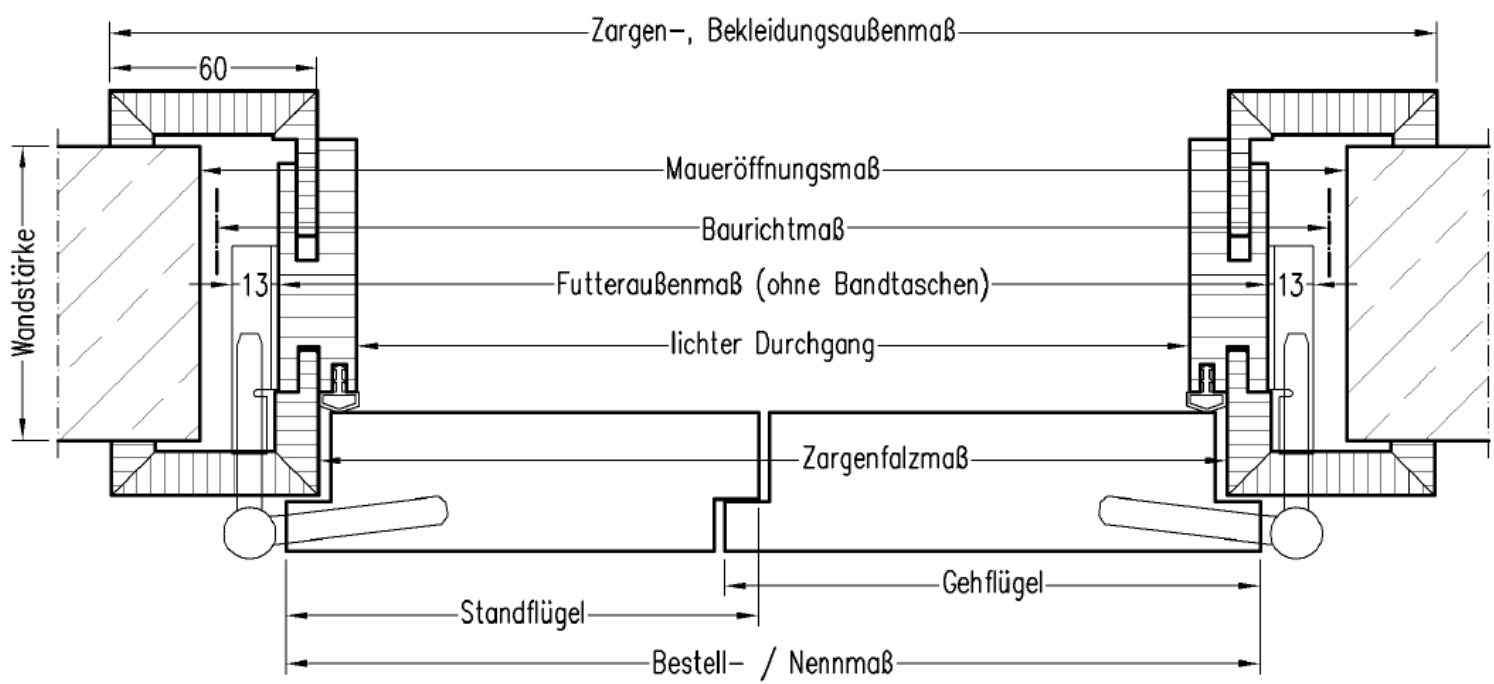 Zargen-, Bekleidungsaußenmaß
60
Maueröffnungsmaß
Baurichtmaß
Wandstärke
13
Futteraußenmaß (ohne Bandtaschen)
13
lichter Durchgang
Zargenfalzmaß
Gehflügel
Standflügel
Bestell- / Nennmaß